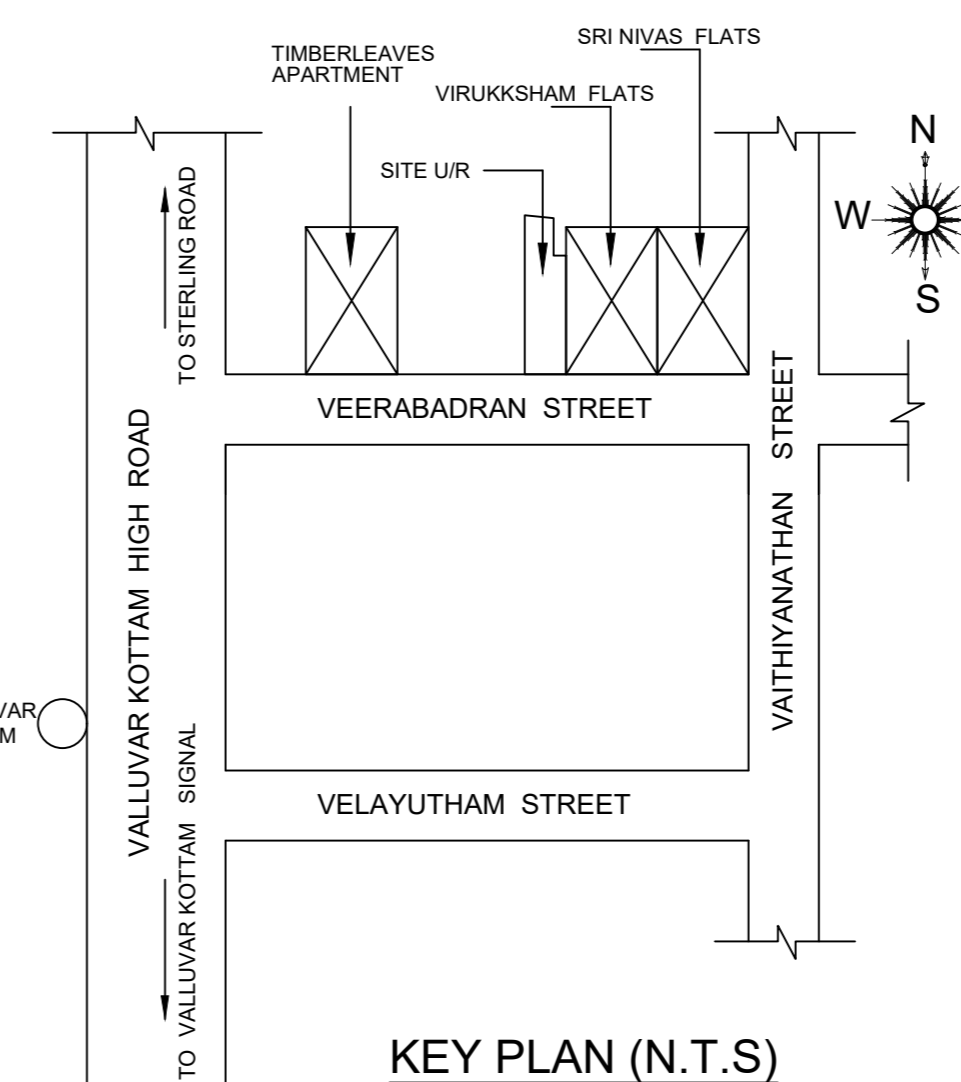 SRI NIVAS FLATS
TIMBERLEAVES
APARTMENT
VIRUKKSHAM FLATS
SITE U/R
N
W
S
TO STERLING ROAD
VEERABADRAN STREET
VALLUVAR KOTTAM HIGH ROAD
VAITHIYANATHAN STREET
VELAYUTHAM STREET
TO VALLUVAR KOTTAM SIGNAL
KEY PLAN (N.T.S)